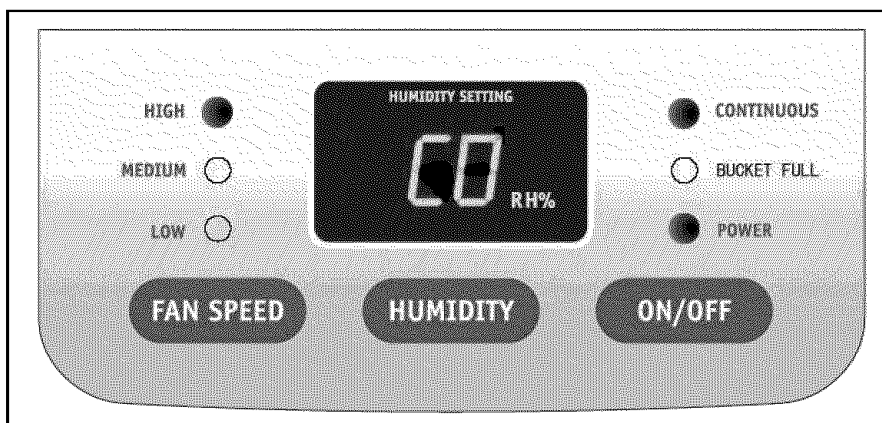 HUMIDITY SETTING
HIGH
CO
CONTINUOUS
MEDIUM
BUCKET FULL
RH%
LOW
POWER
FAN SPEED
HUMIDITY
ON/OFF